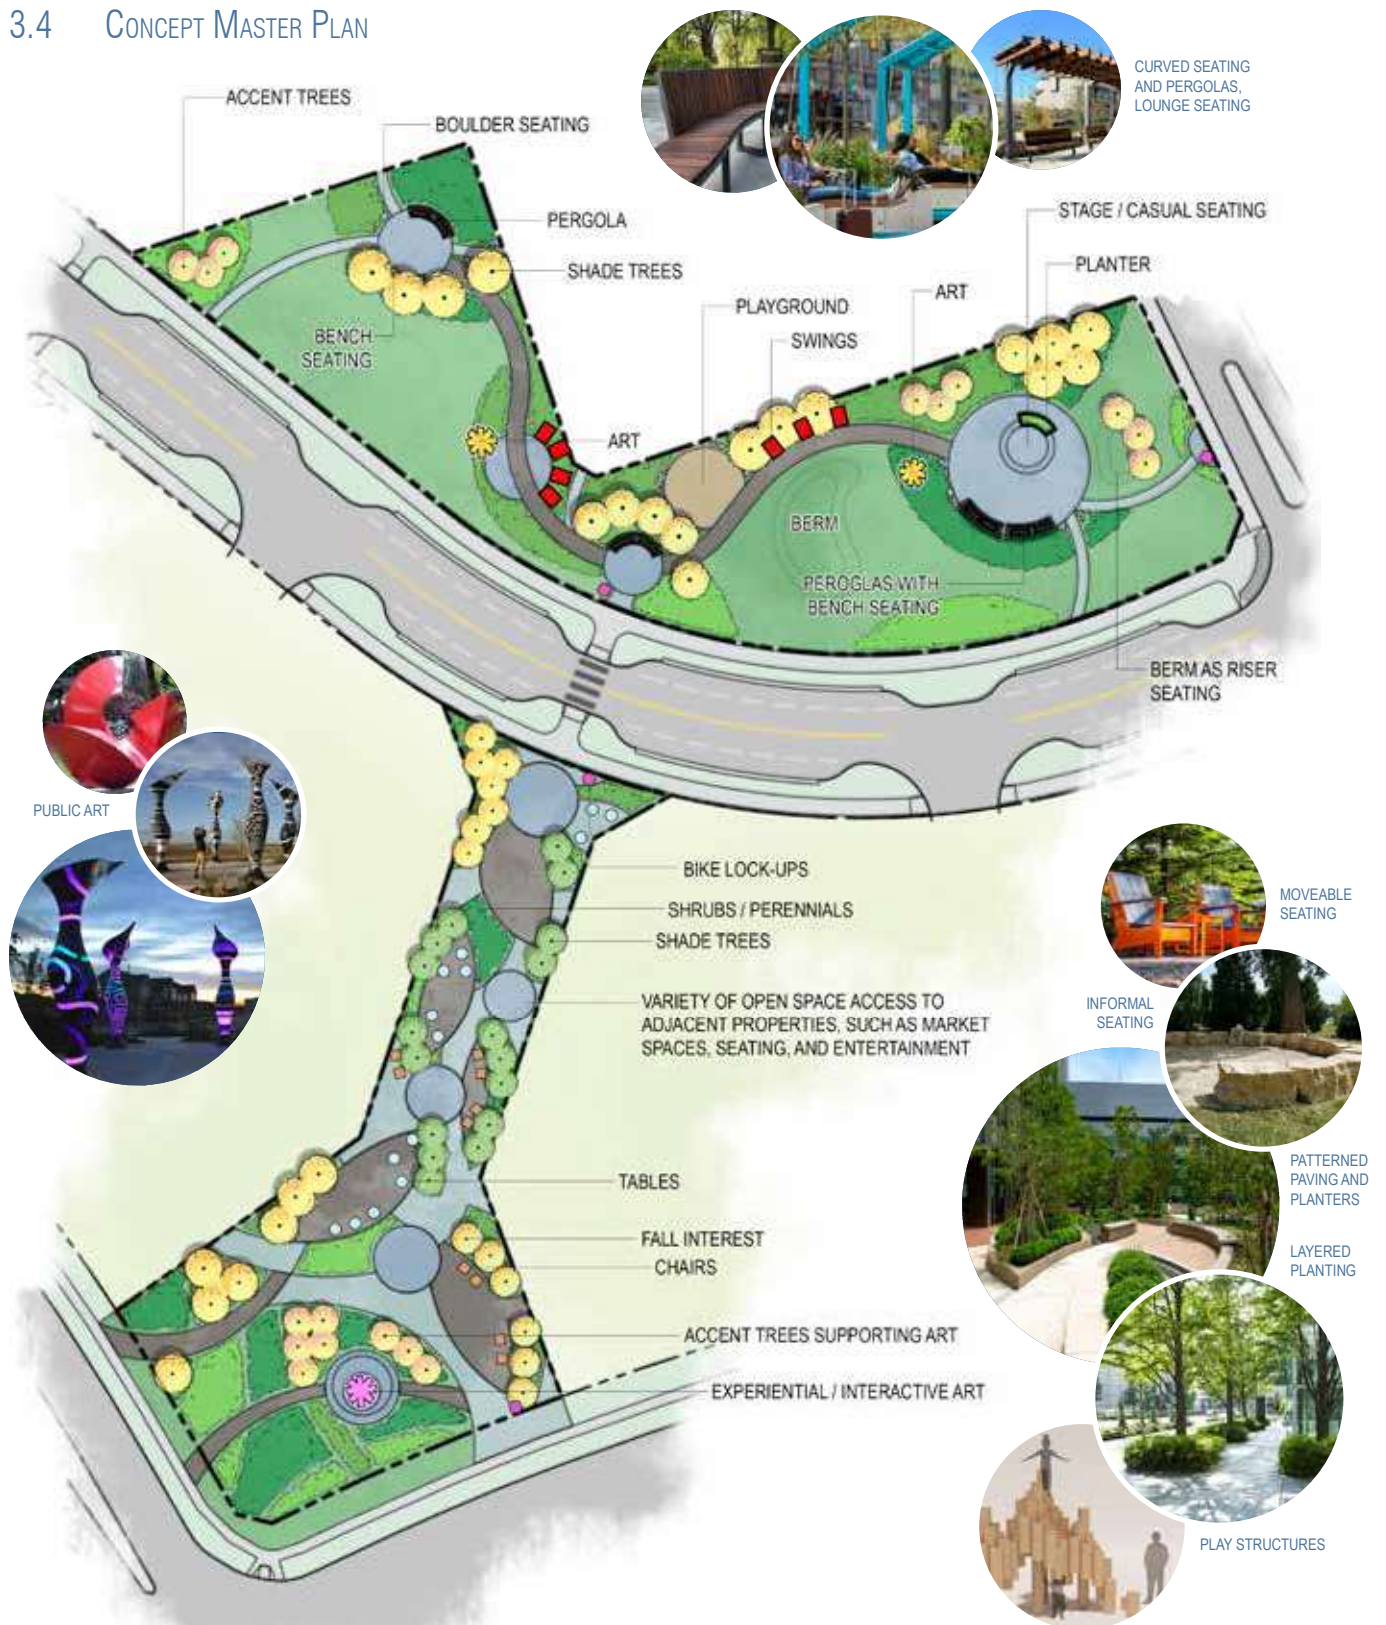 3.4 Concept Master Plan
CURVED SEATING
AND PERGOLAS,
LOUNGE SEATING
ACCENT TREES
BOULDER SEATING
PERGOLA
SHADE TREES
BENCH
SEATING
ART
STAGE / CASUAL SEATING
PLANTER
ART
PLAYGROUND
SWINGS
BERM
PEROGLAS WITH
BENCH SEATING
BERM AS RISER
SEATING
PUBLIC ART
BIKE LOCK-UPS
SHRUBS / PERENNIALS
SHADE TREES
VARIETY OF OPEN SPACE ACCESS TO
ADJACENT PROPERTIES, SUCH AS MARKET
SPACES, SEATING, AND ENTERTAINMENT
TABLES
FALL INTEREST
CHAIRS
ACCENT TREES SUPPORTING ART
EXPERIENTIAL / INTERACTIVE ART
MOVEABLE
SEATING
INFORMAL
SEATING
PATTERNED
PAVING AND
PLANTERS
LAYERED
PLANTING
PLAY STRUCTURES